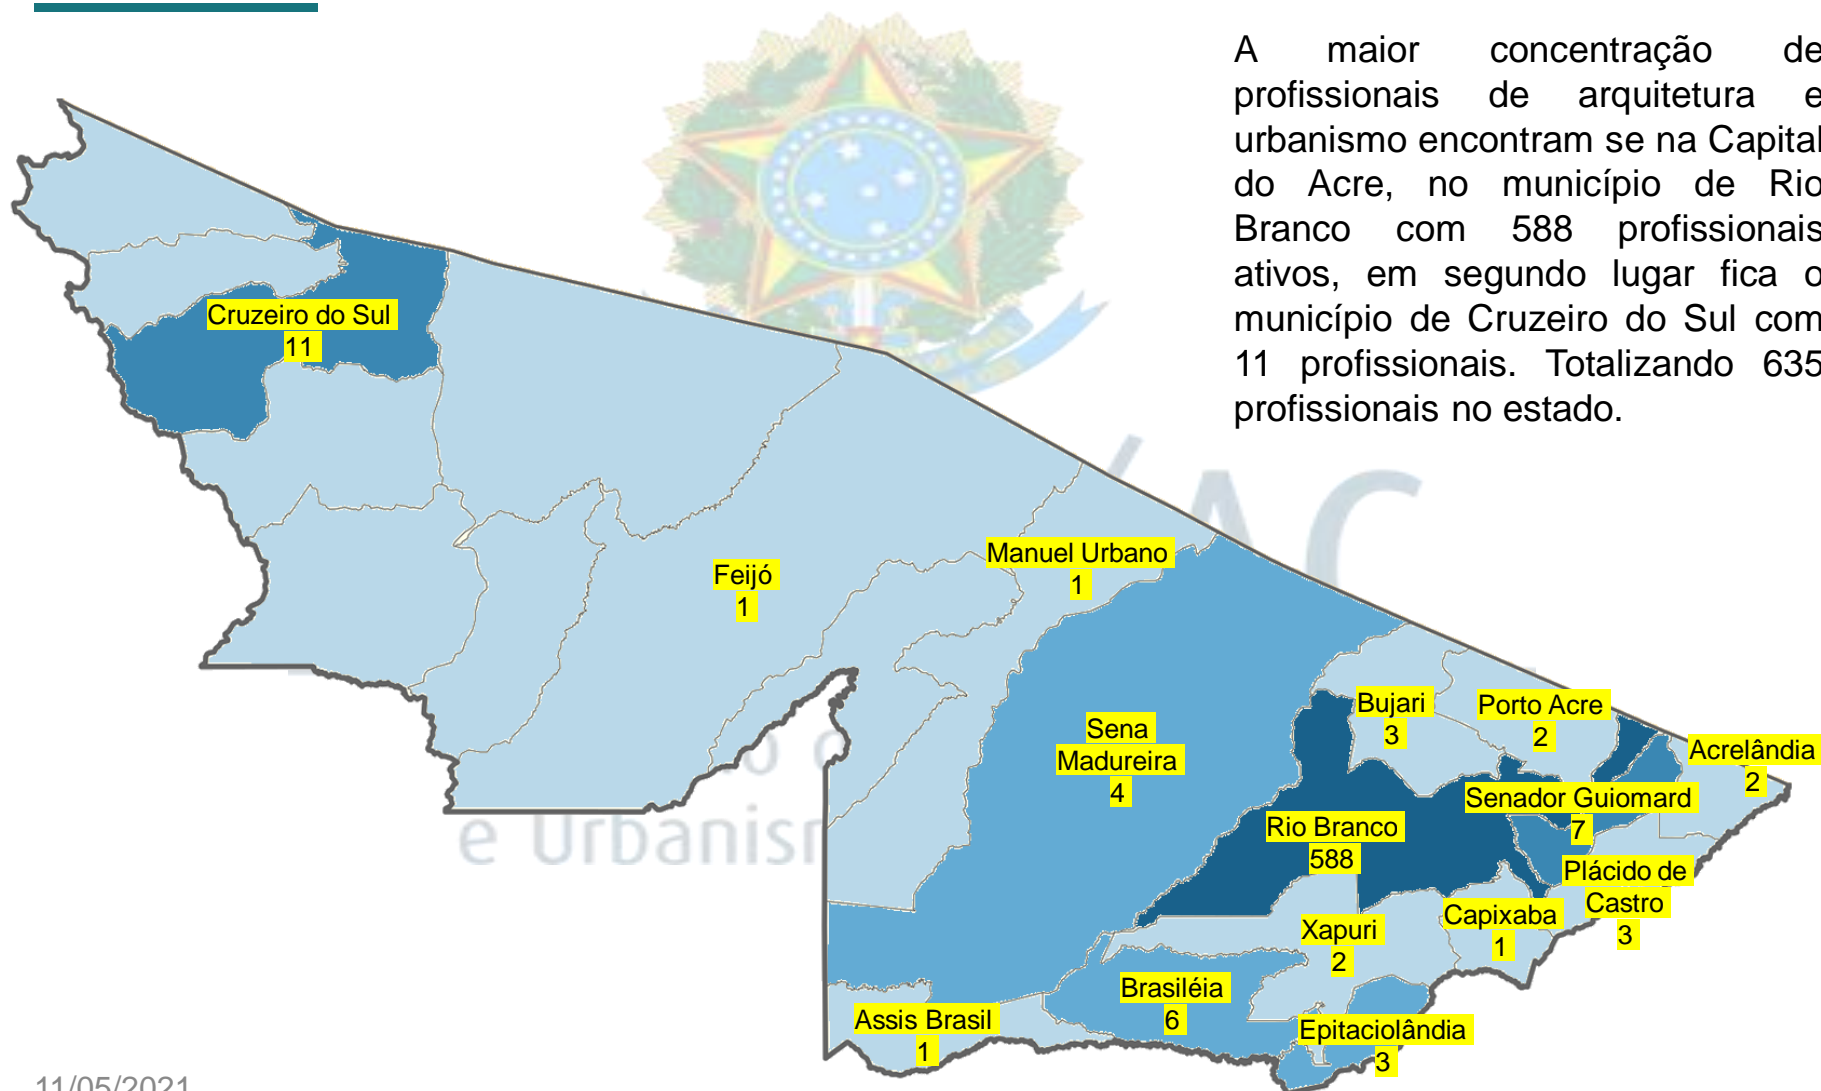 A maior concentração de
profissionais de arquitetura e
urbanismo encontram se na Capital
do Acre, no município de Rio
Branco com 588 profissionais
ativos, em segundo lugar fica o
município de Cruzeiro do Sul com
11 profissionais. Totalizando 635
profissionais no estado.
Cruzeiro do Sul
11
Feijó
1
Manuel Urbano
1
Sena
Madureira
4
Bujari
3
Porto Acre
2
Acrelândia
2
Senador Guiomard
7
Rio Branco
588
Plácido de
Castro
3
Capixaba
1
Xapuri
2
Brasiléia
6
Assis Brasil
1
Epitaciolândia
3
/AC
e Urbanis
11/05/2021